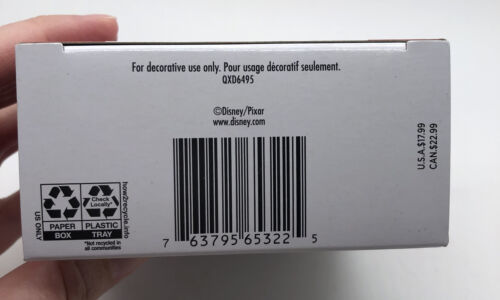 For decorative use only. Pour usage décoratif seulement.
QXD6495
©Disney/Pixar
www.disney.com
U.S.A. $17.99
CAN. $22.99
how2recycle.info
Check
Locally*
PAPER
PLASTIC
BOX
TRAY
*Not recycled in
all communities
US ONLY
7 63795 65322 5